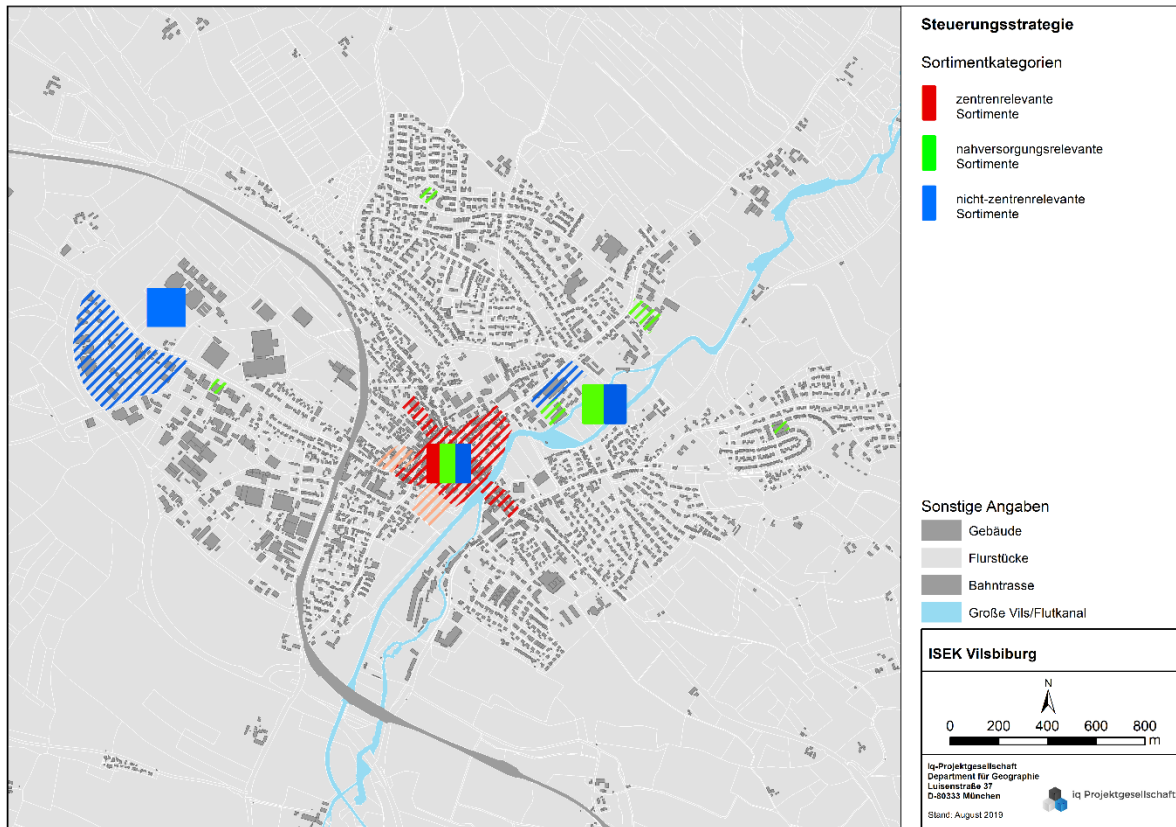 Steuerungsstrategie
Sortimentkategorien
zentrenrelevante
Sortimente
nahversorgungsrelevante
Sortimente
nicht-zentrenrelevante
Sortimente
Sonstige Angaben
Gebäude
Flurstücke
Bahntrasse
Große Vils/Flutkanal
ISEK Vilsbiburg
N
0 200 400 600 800
m
iq-Projektgesellschaft
Department für Geographie
Luisenstraße 37
D-80333 München
iq Projektgesellschaft
Stand: August 2019